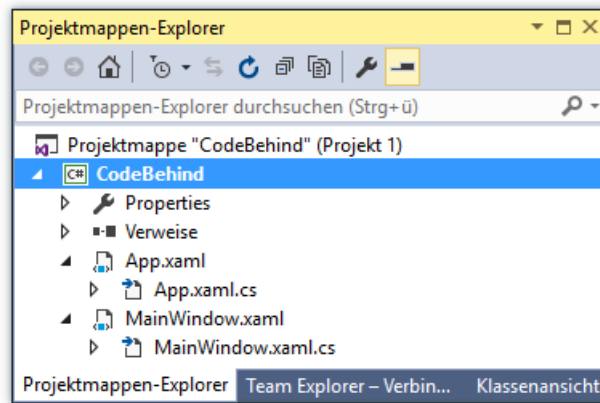 Projektmappen-Explorer
Projektmappen-Explorer durchsuchen (Strg+ü)
Projektmappe "CodeBehind" (Projekt 1)
C# CodeBehind
Properties
Verweise
App.xaml
App.xaml.cs
MainWindow.xaml
MainWindow.xaml.cs
Projektmappen-Explorer Team Explorer – Verbin... Klassenansicht